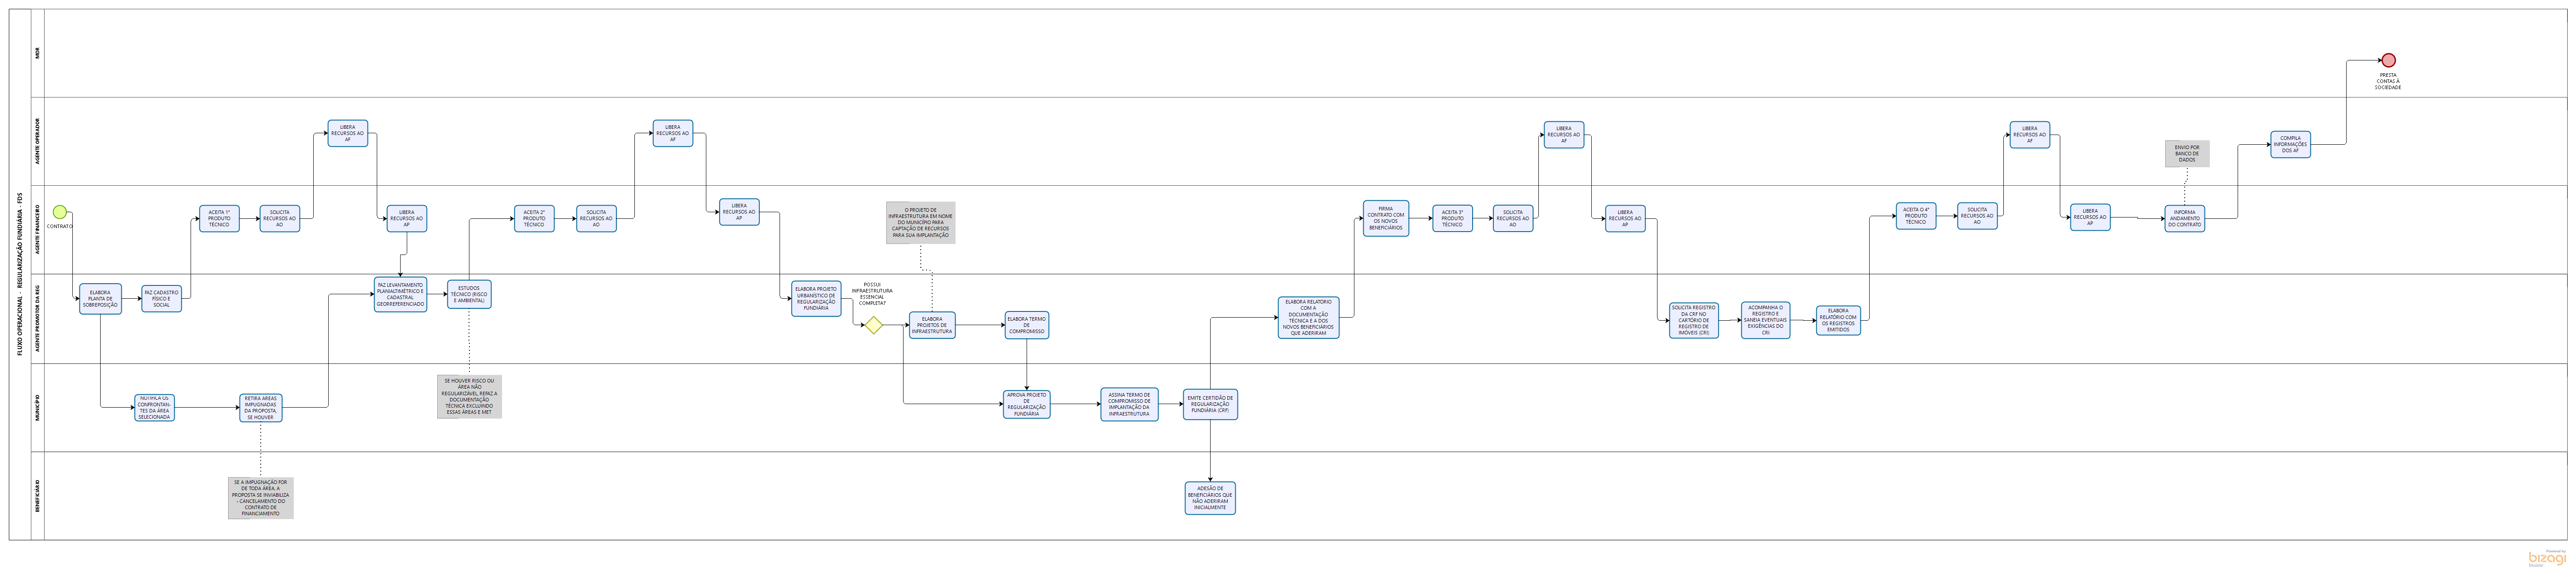 FLUXO OPERACIONAL - REGULARIZAÇÃO FUNDIÁRIA - FDS
MDR
PRESTA
CONTAS À
SOCIEDADE
AGENTE OPERADOR
LIBERA
RECURSOS AO
AF
LIBERA
RECURSOS AO
AF
LIBERA
RECURSOS AO
AF
LIBERA
RECURSOS AO
AF
ENVIO POR
BANCO DE
DADOS
COMPILA
INFORMAÇÕES
DOS AF
AGENTE FINANCEIRO
CONTRATO
ACEITA 1°
PRODUTO
TÉCNICO
SOLICITA
RECURSOS AO
AO
LIBERA
RECURSOS AO
AP
ACEITA 2°
PRODUTO
TÉCNICO
SOLICITA
RECURSOS AO
AO
LIBERA
RECURSOS AO
AP
O PROJETO DE
INFRAESTRUTURA EM NOME
DO MUNICÍPIO PARA
CAPTAÇÃO DE RECURSOS
PARA SUA IMPLANTAÇÃO
FIRMA
CONTRATO COM
OS NOVOS
BENEFICIÁRIOS
ACEITA 3°
PRODUTO
TÉCNICO
SOLICITA
RECURSOS AO
AO
LIBERA
RECURSOS AO
AP
ACEITA O 4°
PRODUTO
TÉCNICO
SOLICITA
RECURSOS AO
AO
LIBERA
RECURSOS AO
AP
INFORMA
ANDAMENTO
DO CONTRATO
AGENTE PROMOTOR DA REG
ELABORA
PLANTA DE
SOBREPOSIÇÃO
FAZ CADASTRO
FÍSICO E
SOCIAL
FAZ LEVANTAMENTO
PLANIALTIMÉTRICO E
CADASTRAL
GEORREFERENCIADO
ESTUDOS
TÉCNICO (RISCO
E AMBIENTAL)
ELABORA PROJETO
URBANÍSTICO DE
REGULARIZAÇÃO
FUNDIÁRIA
POSSUI
INFRAESTRUTURA
ESSENCIAL
COMPLETA?
ELABORA
PROJETOS DE
INFRAESTRUTURA
ELABORA TERMO
DE
COMPROMISSO
ELABORA RELATÓRIO
COM A
DOCUMENTAÇÃO
TÉCNICA E A DOS
NOVOS BENEFICIÁRIOS
QUE ADERIRAM
SOLICITA REGISTRO
DA CRF NO
CARTÓRIO DE
REGISTRO DE
IMÓVEIS (CRI)
ACOMPANHA O
REGISTRO E
SANEIA EVENTUAIS
EXIGÊNCIAS DO
CRI
ELABORA
RELATÓRIO COM
OS REGISTROS
EMITIDOS
MUNICÍPIO
NOTIFICA OS
CONFRONTAN-
TES DA ÁREA
SELECIONADA
RETIRA ÁREAS
IMPUGNADAS
DA PROPOSTA,
SE HOUVER
SE HOUVER RISCO OU
ÁREA NÃO
REGULARIZÁVEL REFAZ A
DOCUMENTAÇÃO
TÉCNICA EXCLUINDO
ESSAS ÁREAS E MET
APROVA PROJETO
DE
REGULARIZAÇÃO
FUNDIÁRIA
ASSINA TERMO DE
COMPROMISSO DE
IMPLANTAÇÃO DA
INFRAESTRUTURA
EMITE CERTIDÃO DE
REGULARIZAÇÃO
FUNDIÁRIA (CRF)
BENEFICIÁRIO
SE A IMPUGNAÇÃO FOR
DE TODA ÁREA, A
PROPOSTA SE INVIABILIZA
- CANCELAMENTO DO
CONTRATO DE
FINANCIAMENTO
ADESÃO DE
BENEFICIÁRIOS QUE
NÃO ADERIRAM
INICIALMENTE
Powered by
bizagi
Modeler